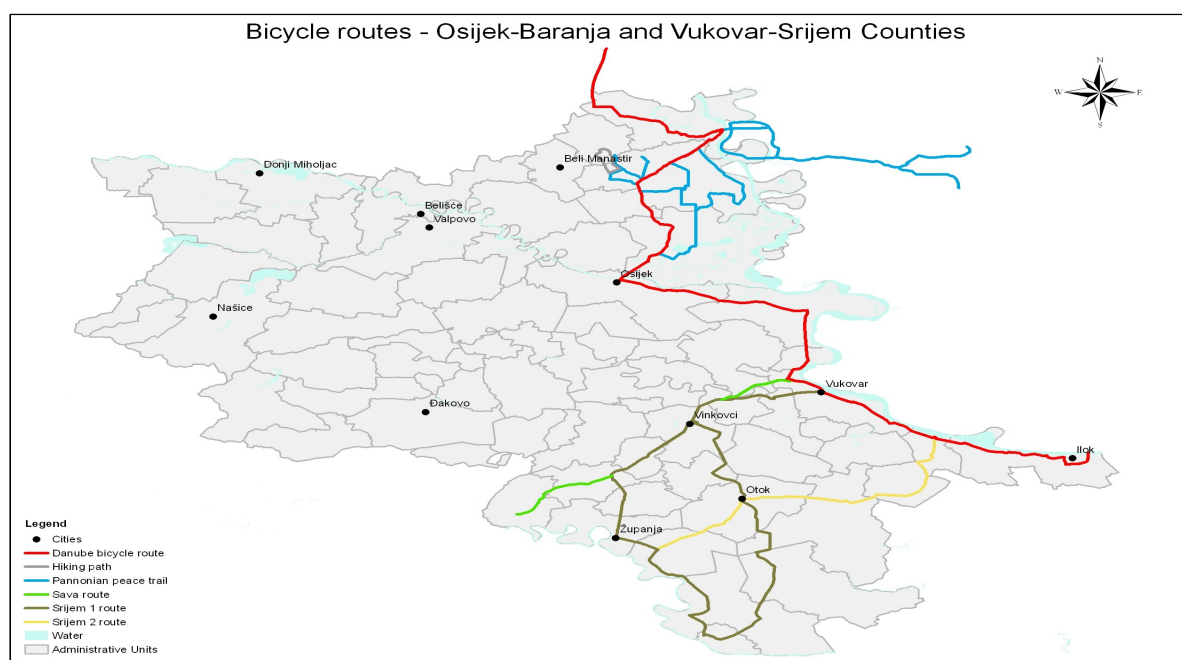 Bicycle routes - Osijek-Baranja and Vukovar-Srijem Counties
N
W E
S
Donji Miholjac
Beli Manastir
Belišće
Valpovo
Osijek
Našice
Vukovar
Đakovo
Vinkovci
Ilok
Otok
Županja
Legend
Cities
Danube bicycle route
Hiking path
Pannonian peace trail
Sava route
Srijem 1 route
Srijem 2 route
Water
Administrative Units